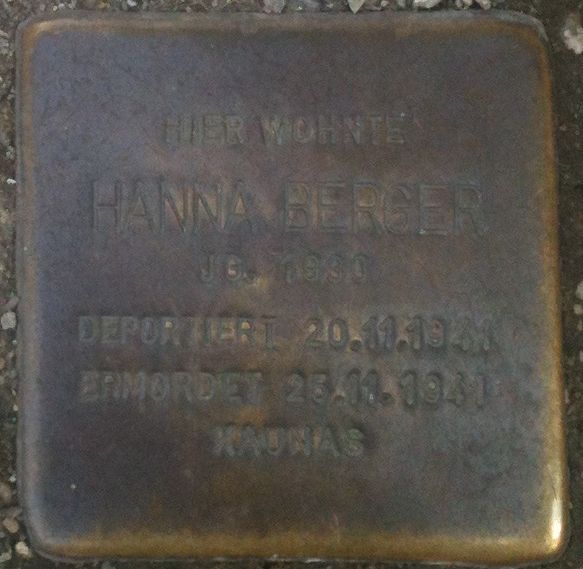 HIER WOHNTE
HANNA BERGER
JG. 1930
DEPORTIERT 20.11.1941
ERMORDET 25.11.1941
KAUNAS